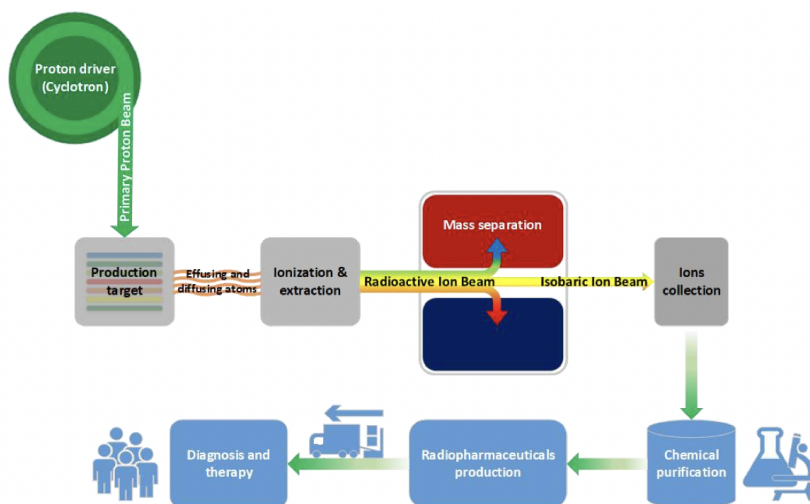 Proton driver
(Cyclotron)
Primary Proton Beam
Mass separation
Production
target
Effusing and
diffusing atoms
Ionization &
extraction
Radioactive Ion Beam
Isobaric Ion Beam
Ions
collection
Diagnosis and
therapy
Radiopharmaceuticals
production
Chemical
purification